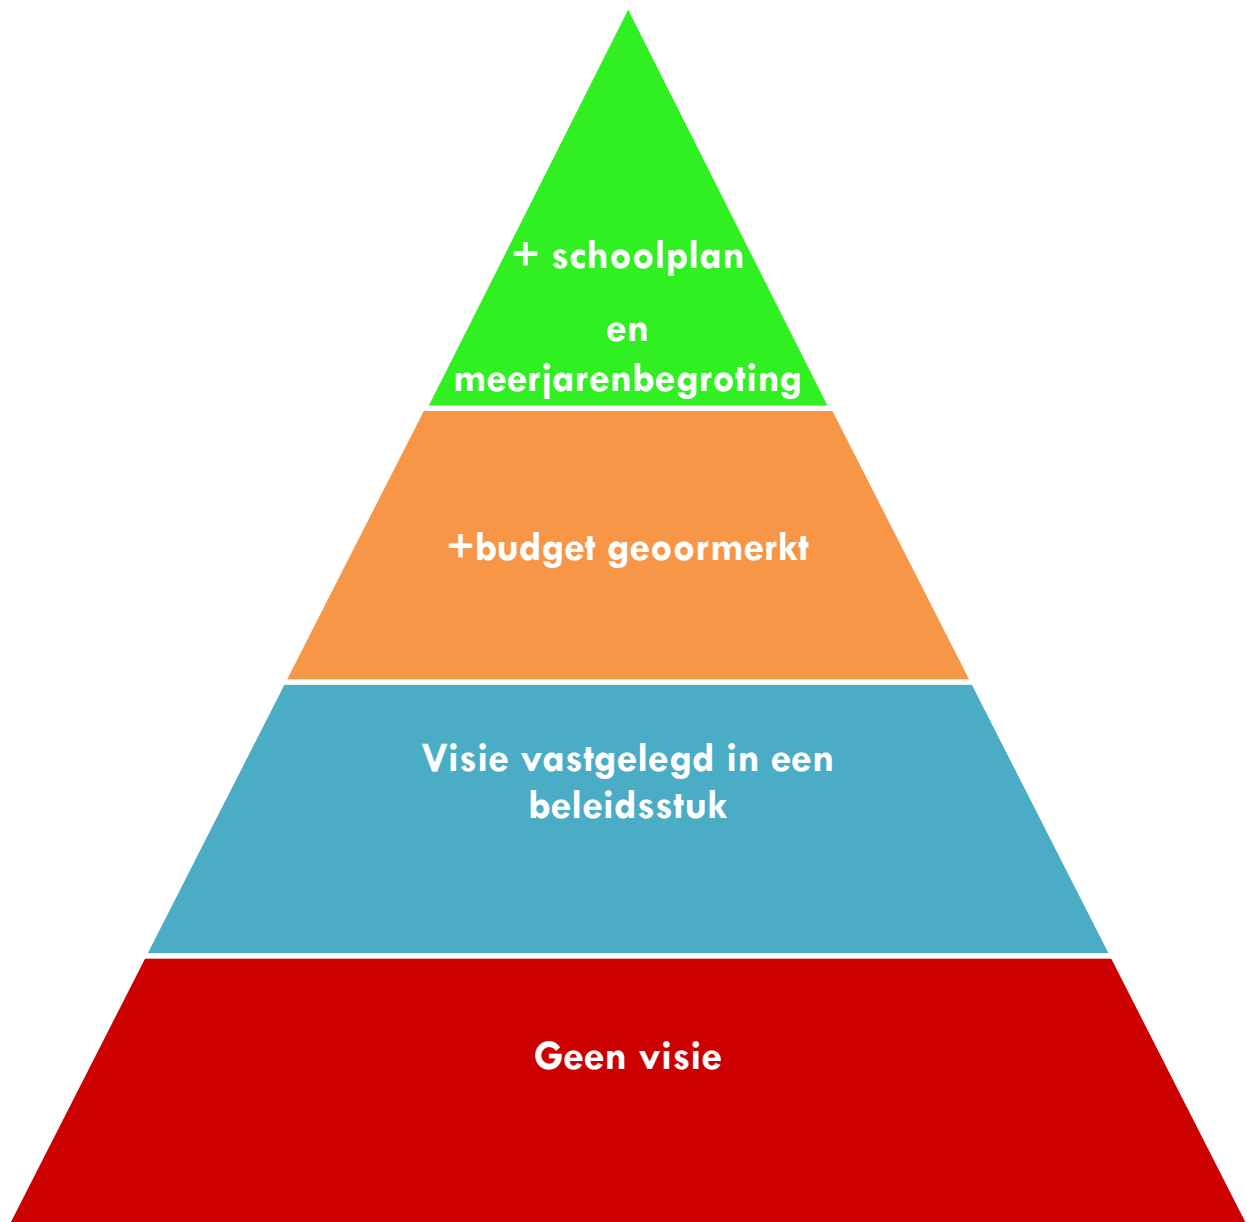 + schoolplan
en
meerjarenbegroting
+budget geoormerkt
Visie vastgelegd in een
beleidsstuk
Geen visie